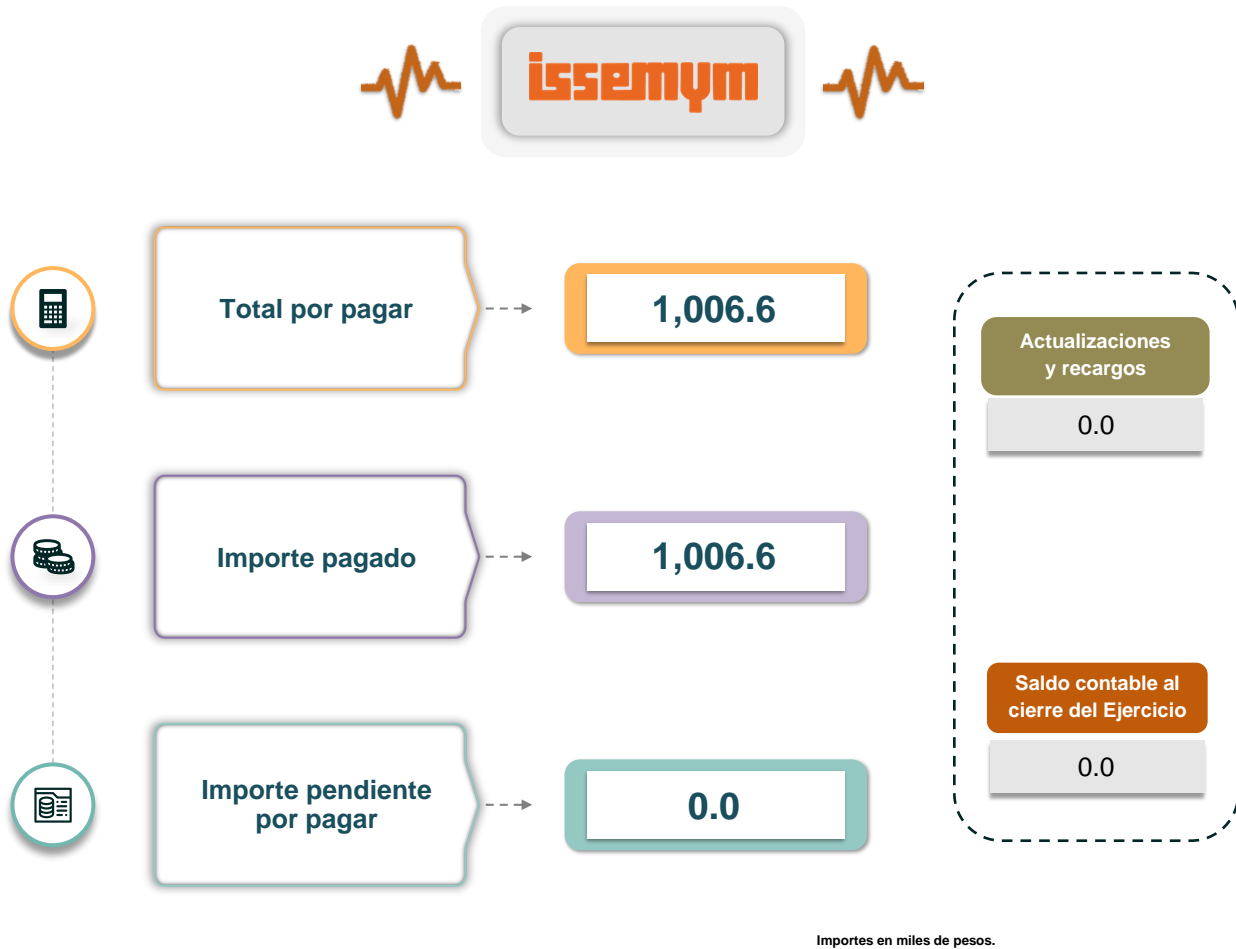 issemym
Total por pagar
1,006.6
Actualizaciones
y recargos
0.0
Importe pagado
1,006.6
Saldo contable al
cierre del Ejercicio
0.0
Importe pendiente
por pagar
0.0
Importes en miles de pesos.